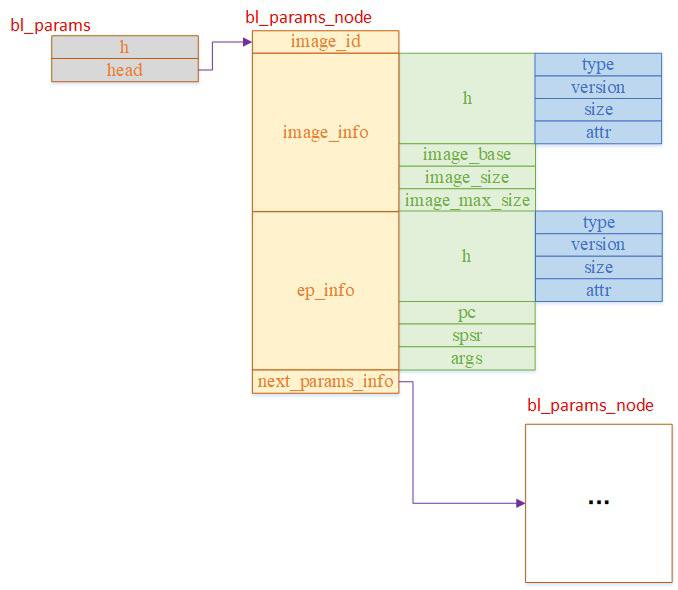 bl_params
h
head
bl_params_node
image_id
image_info
h
type
version
size
attr
image_base
image_size
image_max_size
ep_info
h
type
version
size
attr
pc
spsr
args
next_params_info
bl_params_node
...